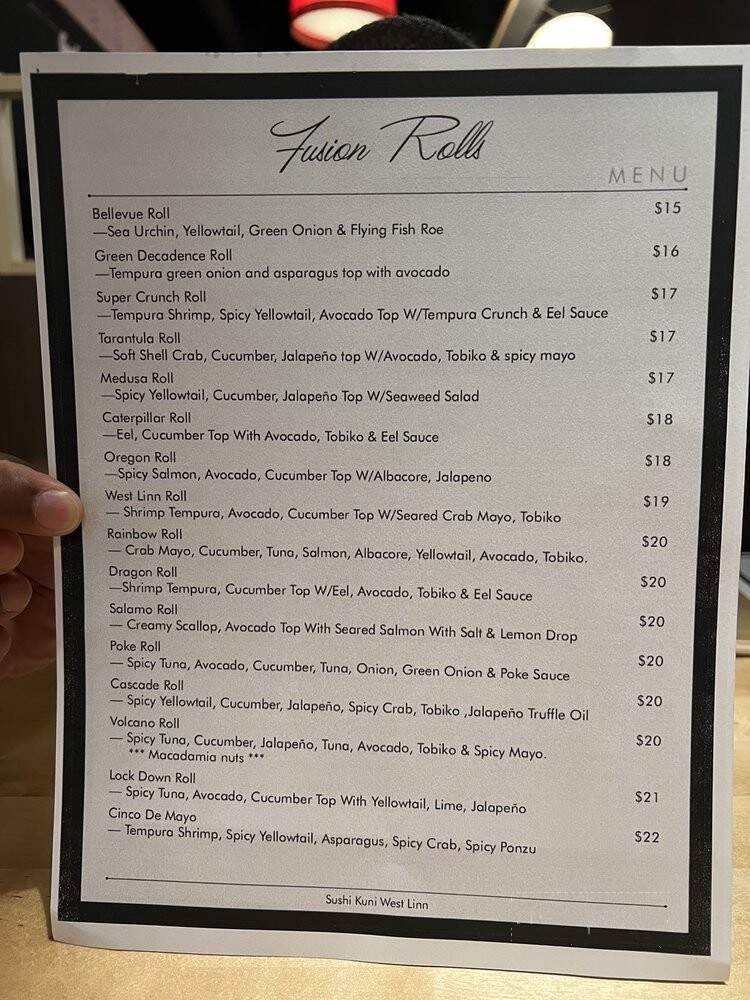 Fusion Rolls
MENU
Bellevue Roll $15
—Sea Urchin, Yellowtail, Green Onion & Flying Fish Roe
Green Decadence Roll $16
—Tempura green onion and asparagus top with avocado
Super Crunch Roll $17
—Tempura Shrimp, Spicy Yellowtail, Avocado Top W/Tempura Crunch & Eel Sauce
Tarantula Roll $17
—Soft Shell Crab, Cucumber, Jalapeño top W/Avocado, Tobiko & spicy mayo
Medusa Roll $17
—Spicy Yellowtail, Cucumber, Jalapeño Top W/Seaweed Salad
Caterpillar Roll $18
—Eel, Cucumber Top With Avocado, Tobiko & Eel Sauce
Oregon Roll $18
—Spicy Salmon, Avocado, Cucumber Top W/Albacore, Jalapeno
West Linn Roll $19
— Shrimp Tempura, Avocado, Cucumber Top W/Seared Crab Mayo, Tobiko
Rainbow Roll $20
— Crab Mayo, Cucumber, Tuna, Salmon, Albacore, Yellowtail, Avocado, Tobiko.
Dragon Roll $20
—Shrimp Tempura, Cucumber Top W/Eel, Avocado, Tobiko & Eel Sauce
Salamo Roll $20
— Creamy Scallop, Avocado Top With Seared Salmon With Salt & Lemon Drop
Poke Roll $20
— Spicy Tuna, Avocado, Cucumber, Tuna, Onion, Green Onion & Poke Sauce
Cascade Roll $20
— Spicy Yellowtail, Cucumber, Jalapeño, Spicy Crab, Tobiko ,Jalapeño Truffle Oil
Volcano Roll $20
— Spicy Tuna, Cucumber, Jalapeño, Tuna, Avocado, Tobiko & Spicy Mayo.
*** Macadamia nuts ***
Lock Down Roll $21
— Spicy Tuna, Avocado, Cucumber Top With Yellowtail, Lime, Jalapeño
Cinco De Mayo $22
— Tempura Shrimp, Spicy Yellowtail, Asparagus, Spicy Crab, Spicy Ponzu
Sushi Kuni West Linn